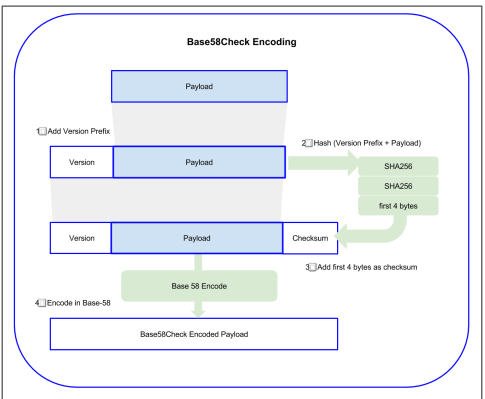 Base58Check Encoding
Payload
1 Add Version Prefix
2 Hash (Version Prefix + Payload)
Version
Payload
SHA256
SHA256
first 4 bytes
Version
Payload
Checksum
3 Add first 4 bytes as checksum
Base 58 Encode
4 Encode in Base-58
Base58Check Encoded Payload